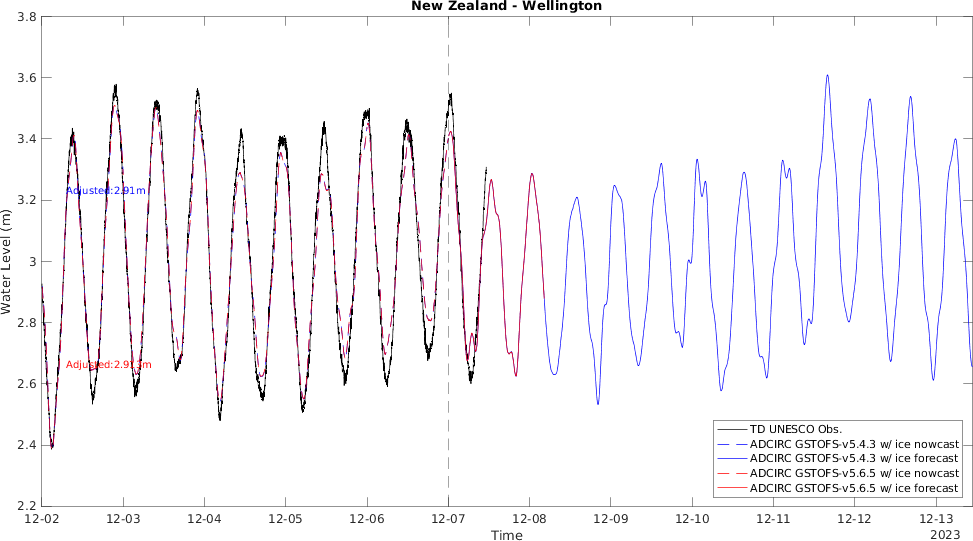 New Zealand - Wellington
3.8
3.6
3.4
3.2
3
2.8
2.6
2.4
2.2
Water Level (m)
Adjusted:2.91m
TD UNESCO Obs.
ADCIRC GSTOFS-v5.4.3 w/ ice nowcast
ADCIRC GSTOFS-v5.4.3 w/ ice forecast
ADCIRC GSTOFS-v5.6.5 w/ ice nowcast
ADCIRC GSTOFS-v5.6.5 w/ ice forecast
12-02 12-03 12-04 12-05 12-06 12-07 12-08 12-09 12-10 12-11 12-12 12-13
Time
2023